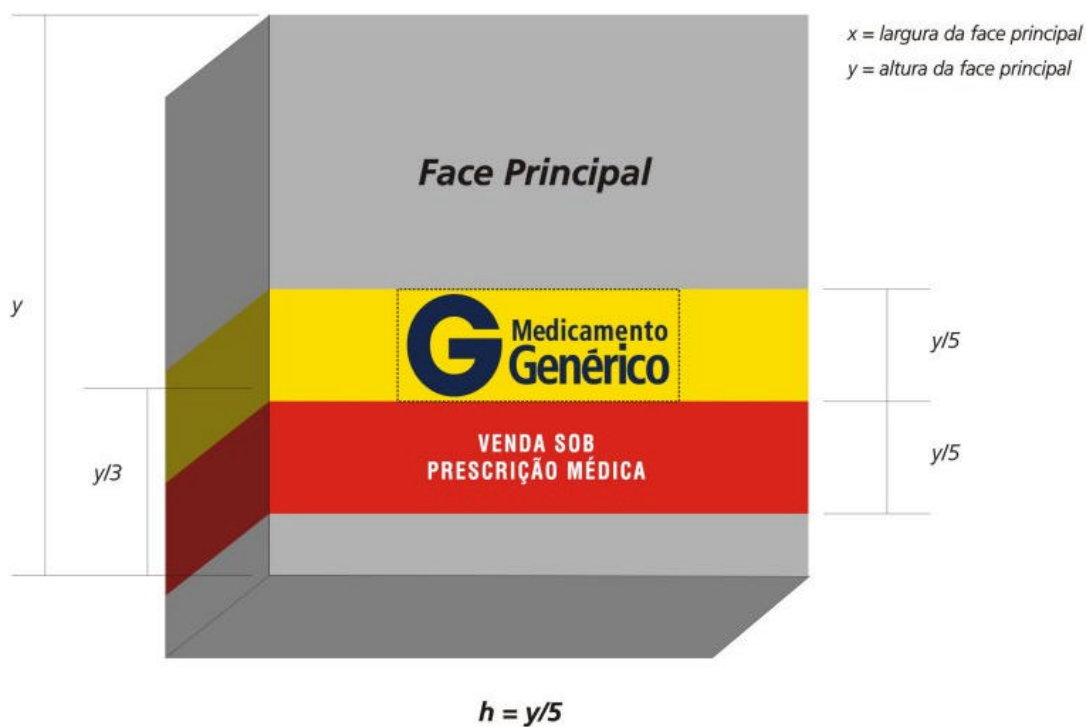 x = largura da face principal
y = altura da face principal
Face Principal
y
G Medicamento
Genérico
y/5
VENDA SOB
PRESCRIÇÃO MÉDICA
y/5
y/3
h = y/5